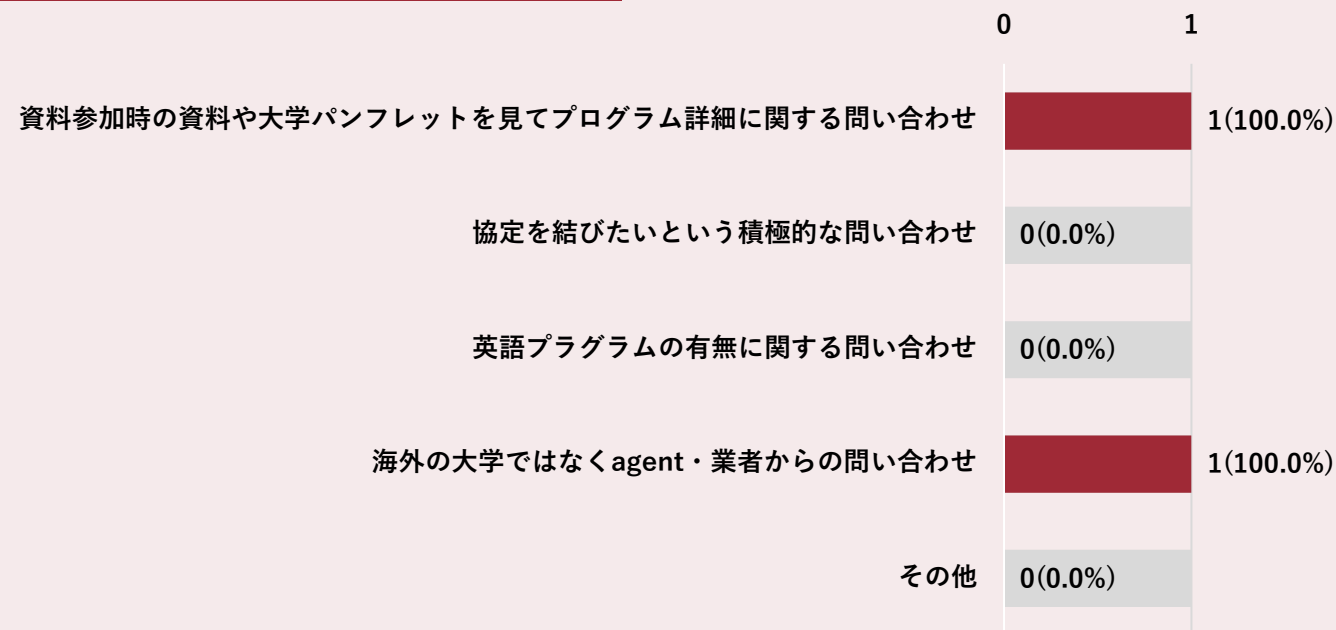 0 1
資料参加時の資料や大学パンフレットを見てプログラム詳細に関する問い合わせ 1(100.0%)
協定を結びたいという積極的な問い合わせ 0(0.0%)
英語プラグラムの有無に関する問い合わせ 0(0.0%)
海外の大学ではなくagent・業者からの問い合わせ 1(100.0%)
その他 0(0.0%)